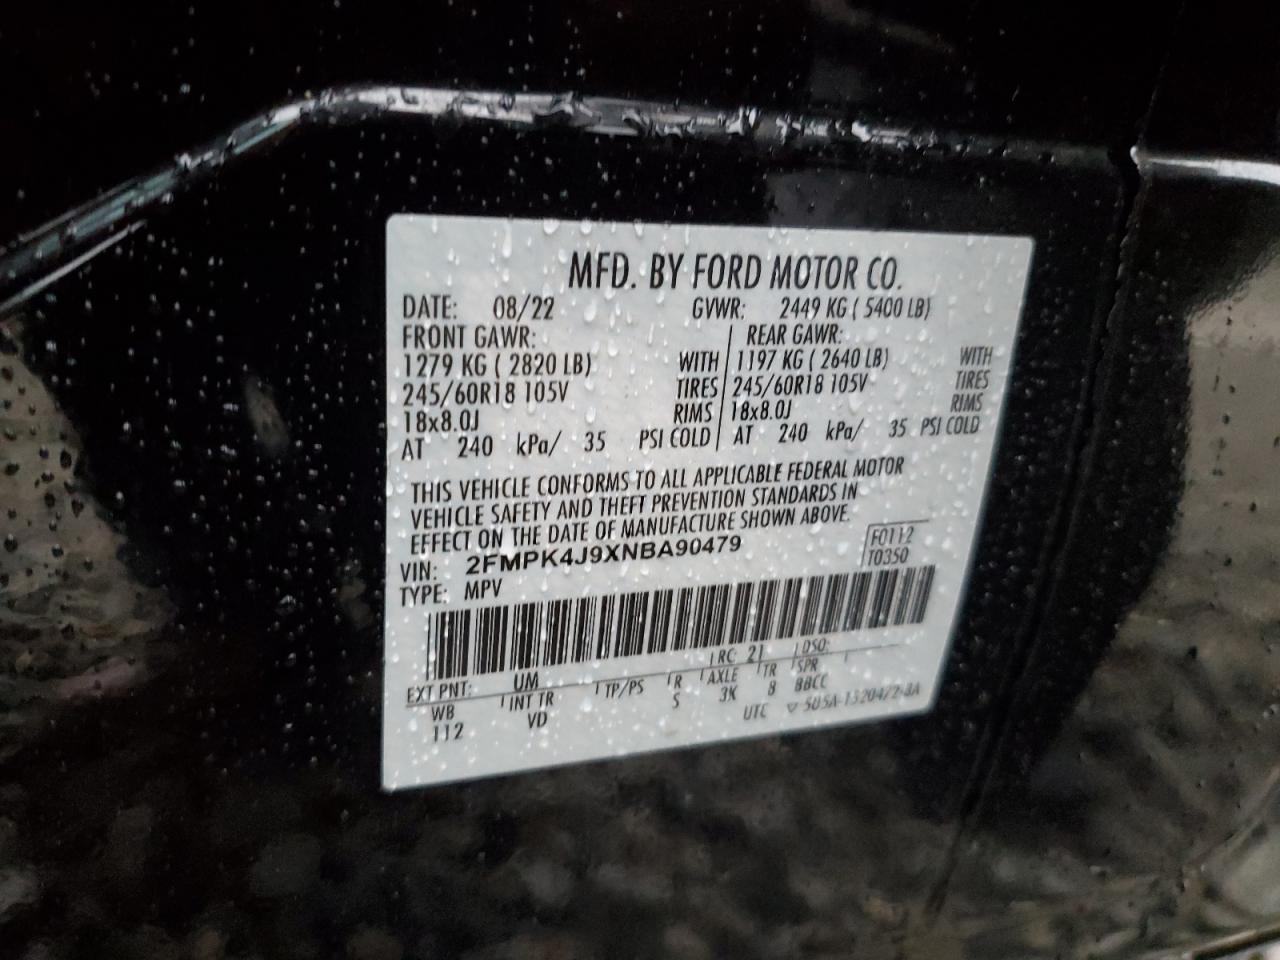 MFD. BY FORD MOTOR CO.
DATE: 08/22 GVWR: 2449 KG ( 5400 LB)
FRONT GAWR: REAR GAWR:
1279 KG ( 2820 LB) WITH 1197 KG ( 2640 LB) WITH
245/60R18 105V TIRES 245/60R18 105V TIRES
18x8.0J RIMS 18x8.0J RIMS
AT 240 kPa/ 35 PSI COLD AT 240 kPa/ 35 PSI COLD
THIS VEHICLE CONFORMS TO ALL APPLICABLE FEDERAL MOTOR
VEHICLE SAFETY AND THEFT PREVENTION STANDARDS IN
EFFECT ON THE DATE OF MANUFACTURE SHOWN ABOVE.
VIN: 2FMPK4J9XNBA90479 F0112
TYPE: MPV T0350
EXT PNT: UM RC: 21 DSO:
WB INT TR TP/PS R AXLE TR SPR
112 VD S 3K 8 BBCC
UTC